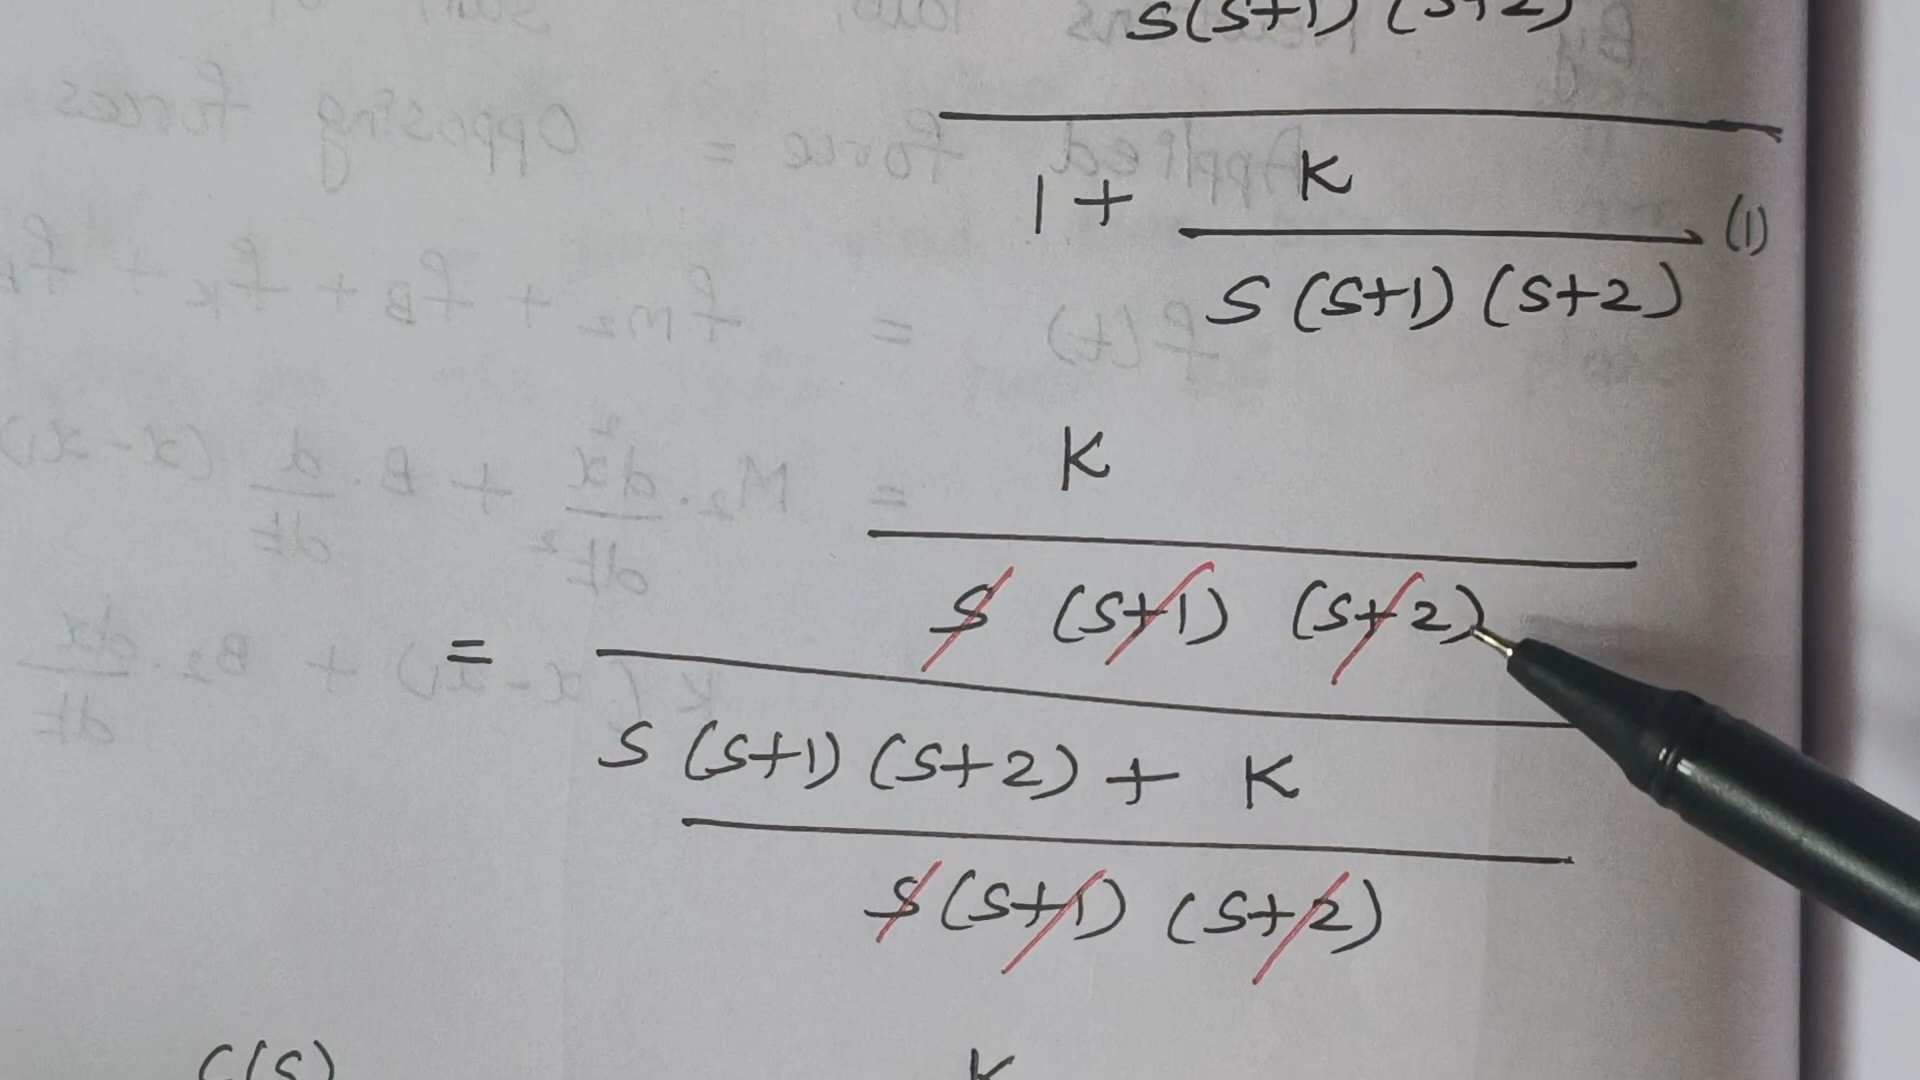 S(S+1) (S+2)
1 + K/(S (S+1) (S+2)) (1)
K
S (S+1) (S+2)
=
S (S+1) (S+2) + K
S (S+1) (S+2)
C(S) K